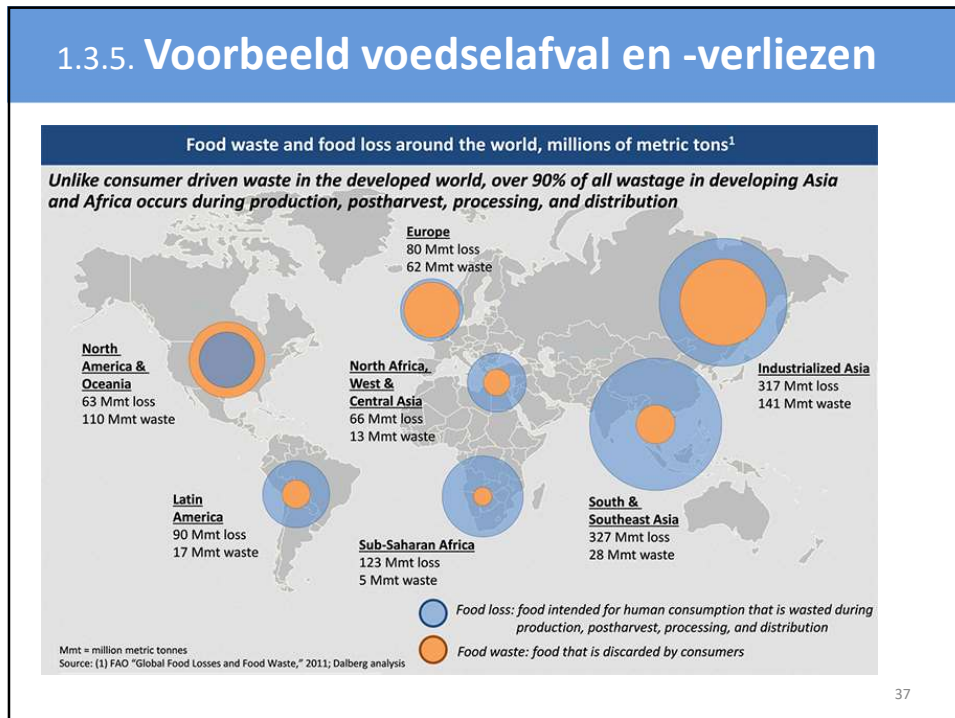 1.3.5. Voorbeeld voedselafval en -verliezen
Food waste and food loss around the world, millions of metric tons¹
Unlike consumer driven waste in the developed world, over 90% of all wastage in developing Asia
and Africa occurs during production, postharvest, processing, and distribution
Europe
80 Mmt loss
62 Mmt waste
North
America &
Oceania
63 Mmt loss
110 Mmt waste
North Africa,
West &
Central Asia
66 Mmt loss
13 Mmt waste
Industrialized Asia
317 Mmt loss
141 Mmt waste
Latin
America
90 Mmt loss
17 Mmt waste
Sub-Saharan Africa
123 Mmt loss
5 Mmt waste
South &
Southeast Asia
327 Mmt loss
28 Mmt waste
Food loss: food intended for human consumption that is wasted during
production, postharvest, processing, and distribution
Food waste: food that is discarded by consumers
Mmt = million metric tonnes
Source: (1) FAO “Global Food Losses and Food Waste,” 2011; Dalberg analysis
37